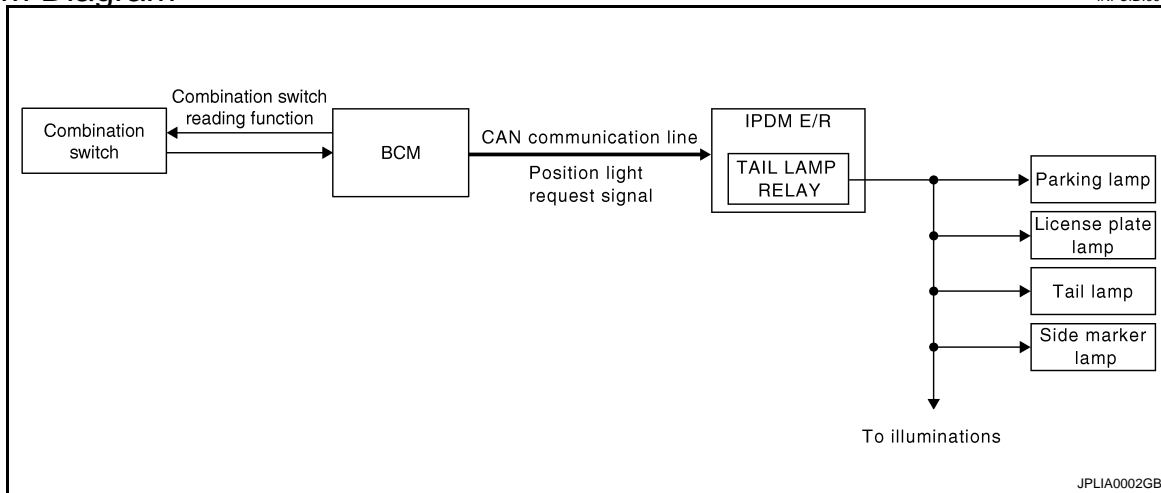 Combination switch
reading function
Combination
switch
BCM
CAN communication line
Position light
request signal
IPDM E/R
TAIL LAMP
RELAY
Parking lamp
License plate
lamp
Tail lamp
Side marker
lamp
To illuminations
JPLIA0002GB